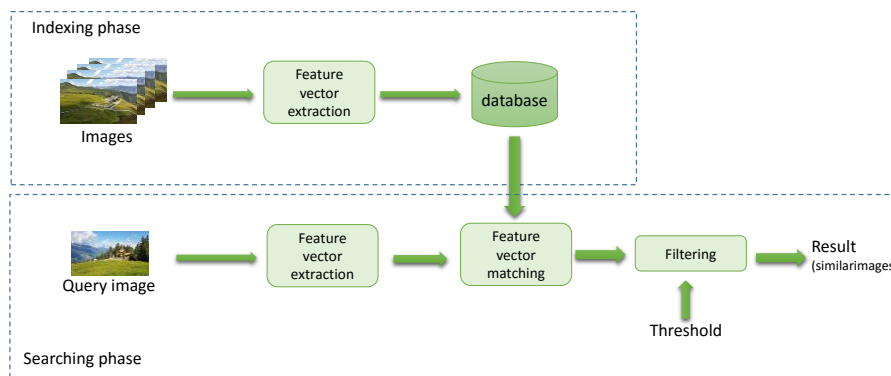 Indexing phase
Images
Feature
vector
extraction
database
Query image
Feature
vector
extraction
Feature
vector
matching
Filtering
Result
(similarimages
Threshold
Searching phase